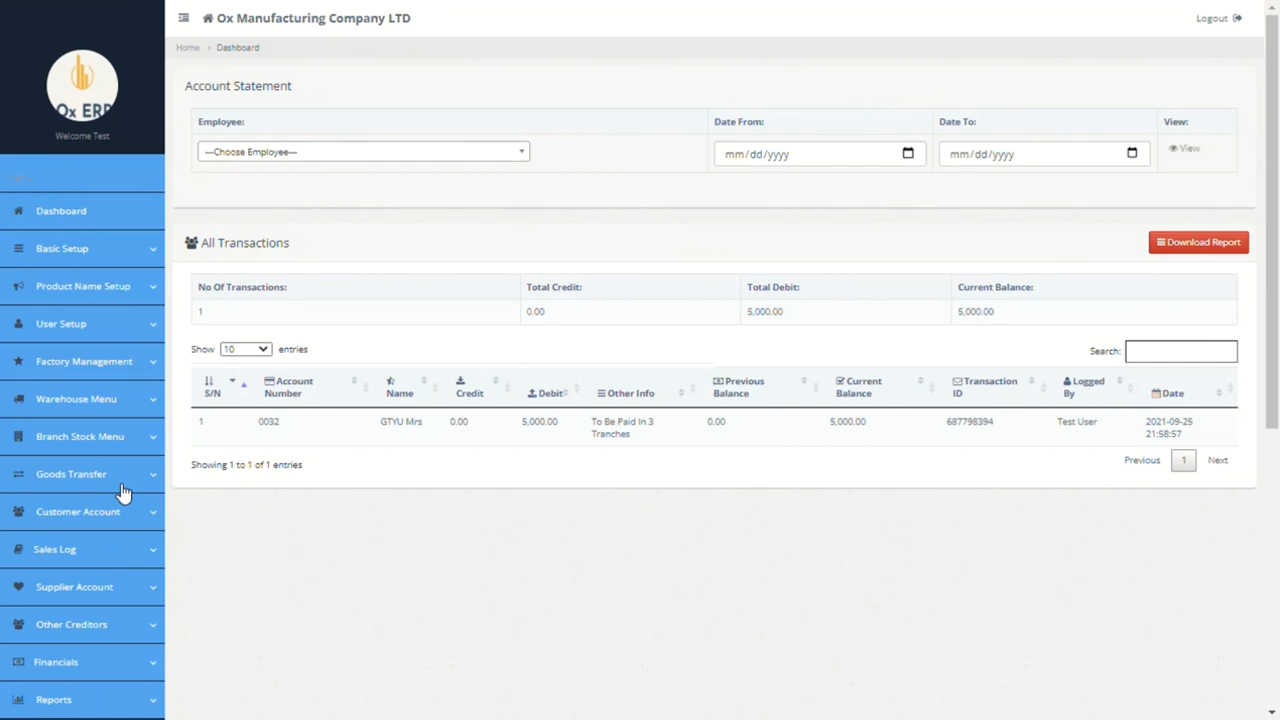 Ox Manufacturing Company LTD
Logout
Home › Dashboard
Ox ERP
Welcome Test
Dashboard
Basic Setup
Product Name Setup
User Setup
Factory Management
Warehouse Menu
Branch Stock Menu
Goods Transfer
Customer Account
Sales Log
Supplier Account
Other Creditors
Financials
Reports
Account Statement
Employee: Date From: Date To: View:
---Choose Employee--- mm/dd/yyyy mm/dd/yyyy View
All Transactions Download Report
No Of Transactions: Total Credit: Total Debit: Current Balance:
1 0.00 5,000.00 5,000.00
Show 10 entries Search:
S/N Account Number Name Credit Debit Other Info Previous Balance Current Balance Transaction ID Logged By Date
1 0032 GTYU Mrs 0.00 5,000.00 To Be Paid In 3 Tranches 0.00 5,000.00 687798394 Test User 2021-09-25 21:58:57
Showing 1 to 1 of 1 entries Previous 1 Next